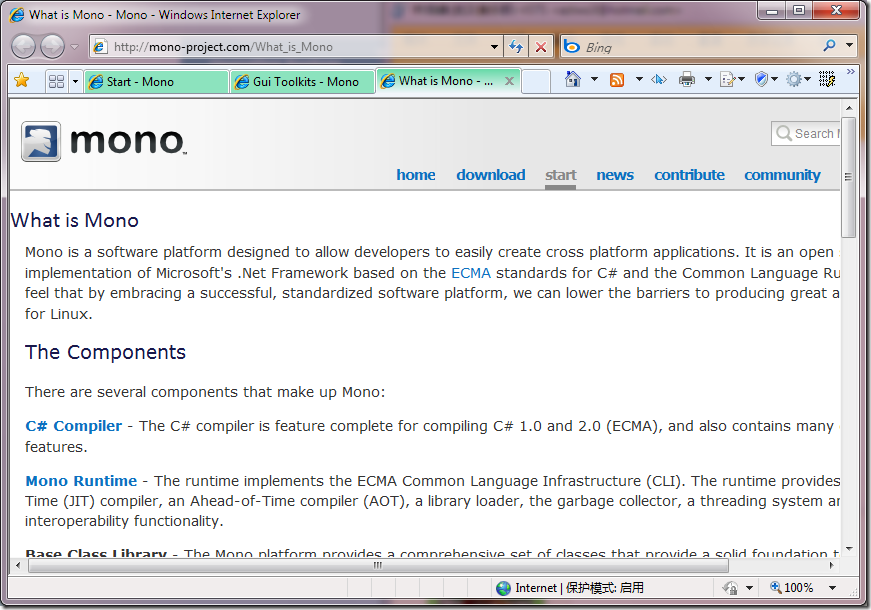 What is Mono - Mono - Windows Internet Explorer
http://mono-project.com/What_is_Mono
Bing
Start - Mono
Gui Toolkits - Mono
What is Mono - ...
mono
Search
home download start news contribute community
What is Mono
Mono is a software platform designed to allow developers to easily create cross platform applications. It is an open
implementation of Microsoft's .Net Framework based on the ECMA standards for C# and the Common Language Ru
feel that by embracing a successful, standardized software platform, we can lower the barriers to producing great a
for Linux.
The Components
There are several components that make up Mono:
C# Compiler - The C# compiler is feature complete for compiling C# 1.0 and 2.0 (ECMA), and also contains many
features.
Mono Runtime - The runtime implements the ECMA Common Language Infrastructure (CLI). The runtime provides
Time (JIT) compiler, an Ahead-of-Time compiler (AOT), a library loader, the garbage collector, a threading system an
interoperability functionality.
Base Class Library - The Mono platform provides a comprehensive set of classes that provide a solid foundation t
Internet | 保护模式: 启用
100%